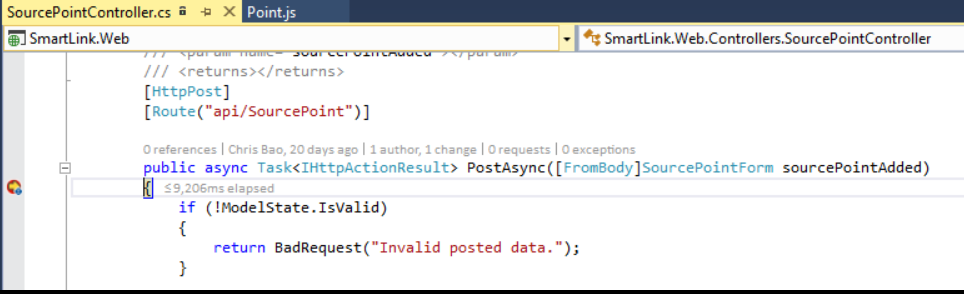 SourcePointController.cs Point.js
SmartLink.Web SmartLink.Web.Controllers.SourcePointController
/// <param name="sourcePointAdded"></param>
/// <returns></returns>
[HttpPost]
[Route("api/SourcePoint")]
0 references | Chris Bao, 20 days ago | 1 author, 1 change | 0 requests | 0 exceptions
public async Task<IHttpActionResult> PostAsync([FromBody]SourcePointForm sourcePointAdded)
{ ≤9,206ms elapsed
if (!ModelState.IsValid)
{
return BadRequest("Invalid posted data.");
}